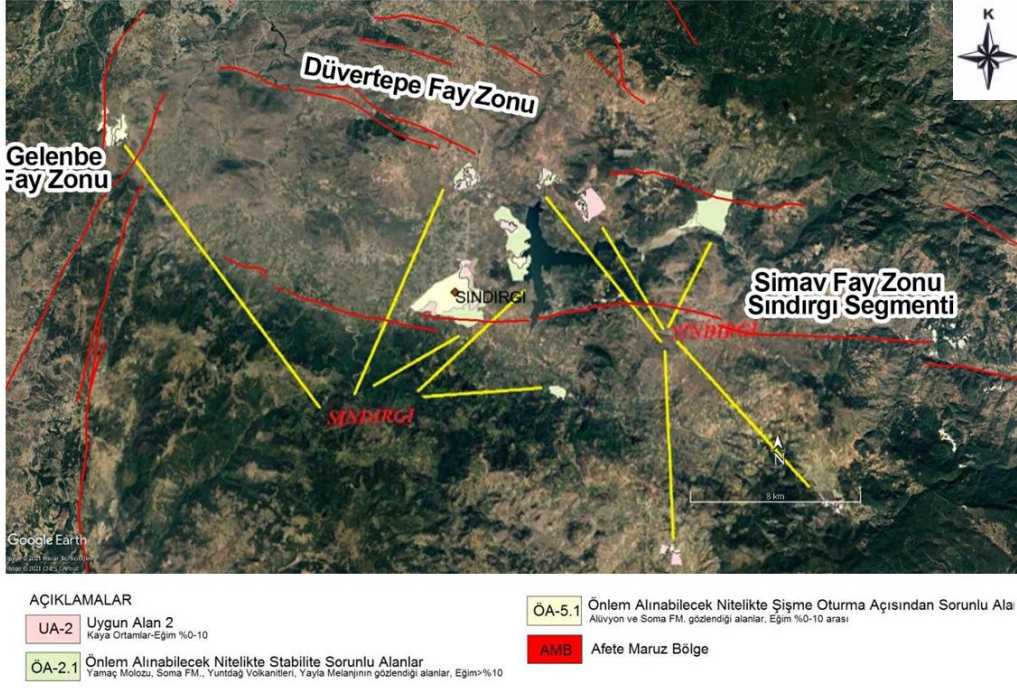 K
Düvertepe Fay Zonu
Gelenbe
Fay Zonu
Simav Fay Zonu
Sındırgı Segmenti
SINDIRGI
SINDIRGI
SINDIRGI
N
8 km
Google Earth
AÇIKLAMALAR
UA-2 Uygun Alan 2
Kaya Ortamlar-Eğim %0-10
ÖA-2.1 Önlem Alınabilecek Nitelikte Stabilite Sorunlu Alanlar
Yamaç Molozu, Soma FM., Yuntdağ Volkanitleri, Yayla Melanjının gözlendiği alanlar, Eğim>%10
ÖA-5.1 Önlem Alınabilecek Nitelikte Şişme Oturma Açısından Sorunlu Ala
Alüvyon ve Soma FM. gözlendiği alanlar, Eğim %0-10 arası
AMB Afete Maruz Bölge